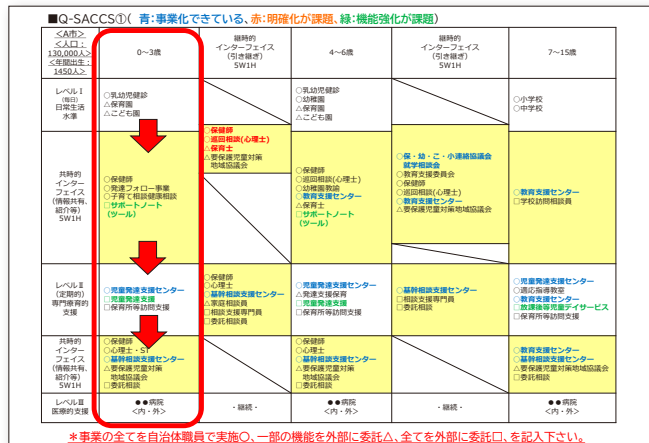 ■Q-SACCS①( 青:事業化できている、赤:明確化が課題、緑:機能強化が課題)
<A市>
<人口:
130,000人>
<年間出生:
1450人>
0~3歳
継時的
インターフェイス
(引き継ぎ)
5W1H
4~6歳
継時的
インターフェイス
(引き継ぎ)
5W1H
7~15歳
レベルⅠ
(毎日)
日常生活
水準
○乳幼児健診
△保育園
△こども園
○乳幼児健診
○幼稚園
△保育園
△こども園
○小学校
○中学校
共時的
インター
フェイス
(情報共有、
紹介等)
5W1H
○保健師
○発達フォロー事業
○子育て相談健康相談
□サポートノート
(ツール)
○保健師
○巡回相談(心理士)
△保育士
△要保護児童対策
地域協議会
○保健師
○巡回相談(心理士)
○幼稚園教諭
○教育支援センター
△保育士
□サポートノート
(ツール)
○保・幼・こ・小連絡協議会
就学相談会
○教育支援委員会
○保健師
○巡回相談(心理士)
○教育支援センター
△要保護児童対策地域協議会
○教育支援センター
□学校訪問相談員
レベルⅡ
(定期的)
専門療育的
支援
○児童発達支援センター
□児童発達支援
□保育所等訪問支援
○保健師
○心理士
△基幹相談支援センター
△家庭相談員
□相談支援専門員
□委託相談員
○児童発達支援センター
△発達支援保育
□児童発達支援
□保育所等訪問支援
○基幹相談支援センター
□相談支援専門員
□委託相談
○児童発達支援センター
○適応指導教室
○教育支援センター
□放課後等児童デイサービス
□保育所等訪問支援
共時的
インター
フェイス
(情報共有、
紹介等)
5W1H
○保健師
○心理士・ST
○基幹相談支援センター
△要保護児童対策
地域協議会
□委託相談
○保健師
○心理士
○基幹相談支援センター
△要保護児童対策
地域協議会
□委託相談
○教育支援センター
○基幹相談支援センター
△要保護児童対策地域協議会
□委託相談
レベルⅢ
医療的支援
●●病院
<内・外>
- 継続 -
●●病院
<内・外>
- 継続 -
●●病院
<内・外>
*事業の全てを自治体職員で実施〇、一部の機能を外部に委託△、全てを外部に委託□、を記入下さい。